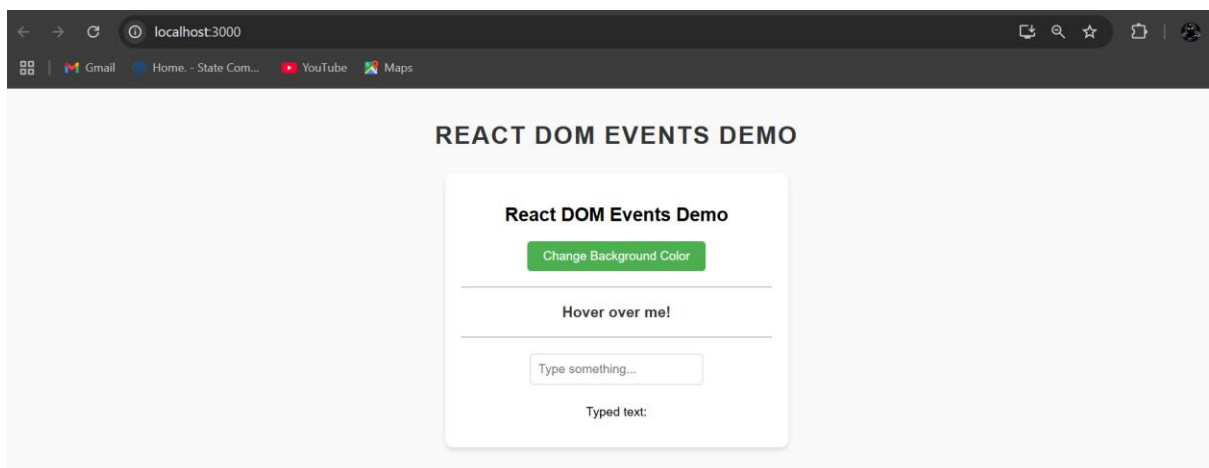 localhost:3000
Gmail Home. - State Com... YouTube Maps
REACT DOM EVENTS DEMO
React DOM Events Demo
Change Background Color
Hover over me!
Type something...
Typed text: